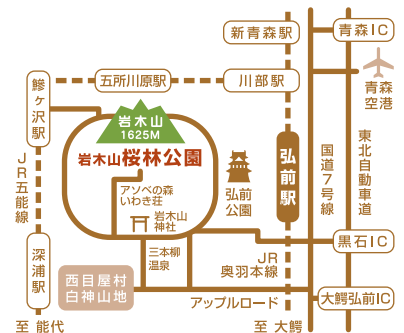 新青森駅
青森IC
青森
空港
五所川原駅
川部駅
鰺ヶ沢駅
岩木山
1625M
岩木山桜林公園
アソベの森
いわき荘
岩木山
神社
弘前
公園
弘前駅
国道7号線
東北自動車道
JR五能線
深浦駅
三本柳
温泉
西目屋村
白神山地
JR
奥羽本線
黒石IC
アップルロード
大鰐弘前IC
至 能代
至 大鰐